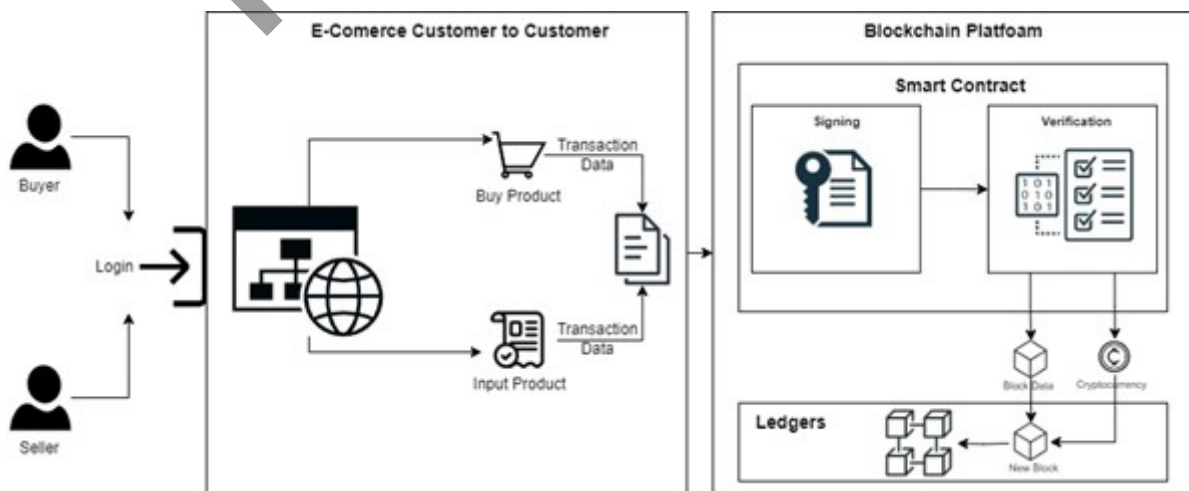 E-Comerce Customer to Customer
Blockchain Platfoam
Smart Contract
Signing
Verification
Buyer
Login
Seller
Buy Product
Transaction
Data
Input Product
Transaction
Data
1 0 1
0 1 0
1 0 1
Block Data
Cryptocurrency
C
Ledgers
New Block